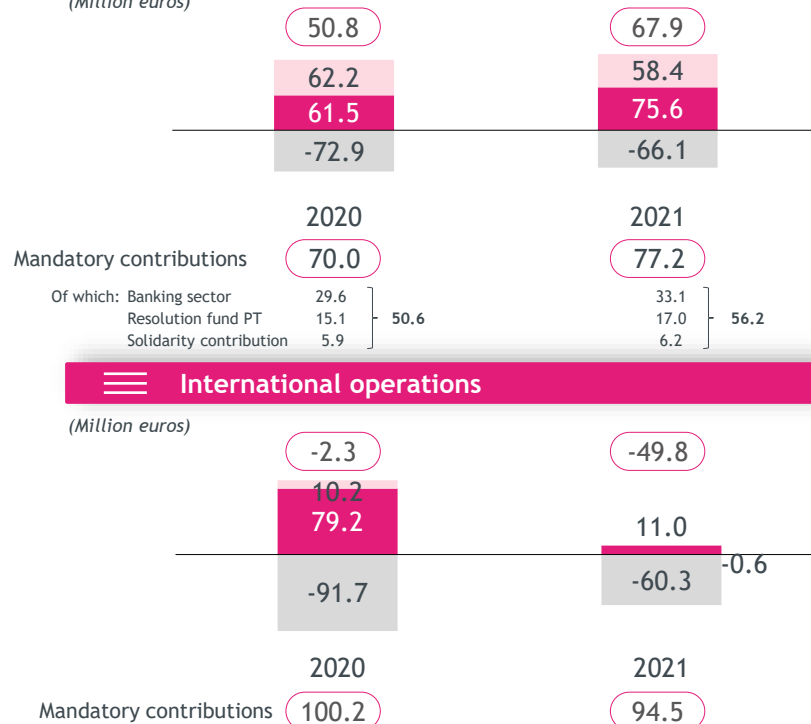 (Million euros)
50.8 67.9
62.2 58.4
61.5 75.6
-72.9 -66.1
2020 2021
Mandatory contributions 70.0 77.2
Of which: Banking sector 29.6 33.1
Resolution fund PT 15.1 50.6 17.0 56.2
Solidarity contribution 5.9 6.2
International operations
(Million euros)
-2.3 -49.8
10.2
79.2 11.0
-0.6
-91.7 -60.3
2020 2021
Mandatory contributions 100.2 94.5